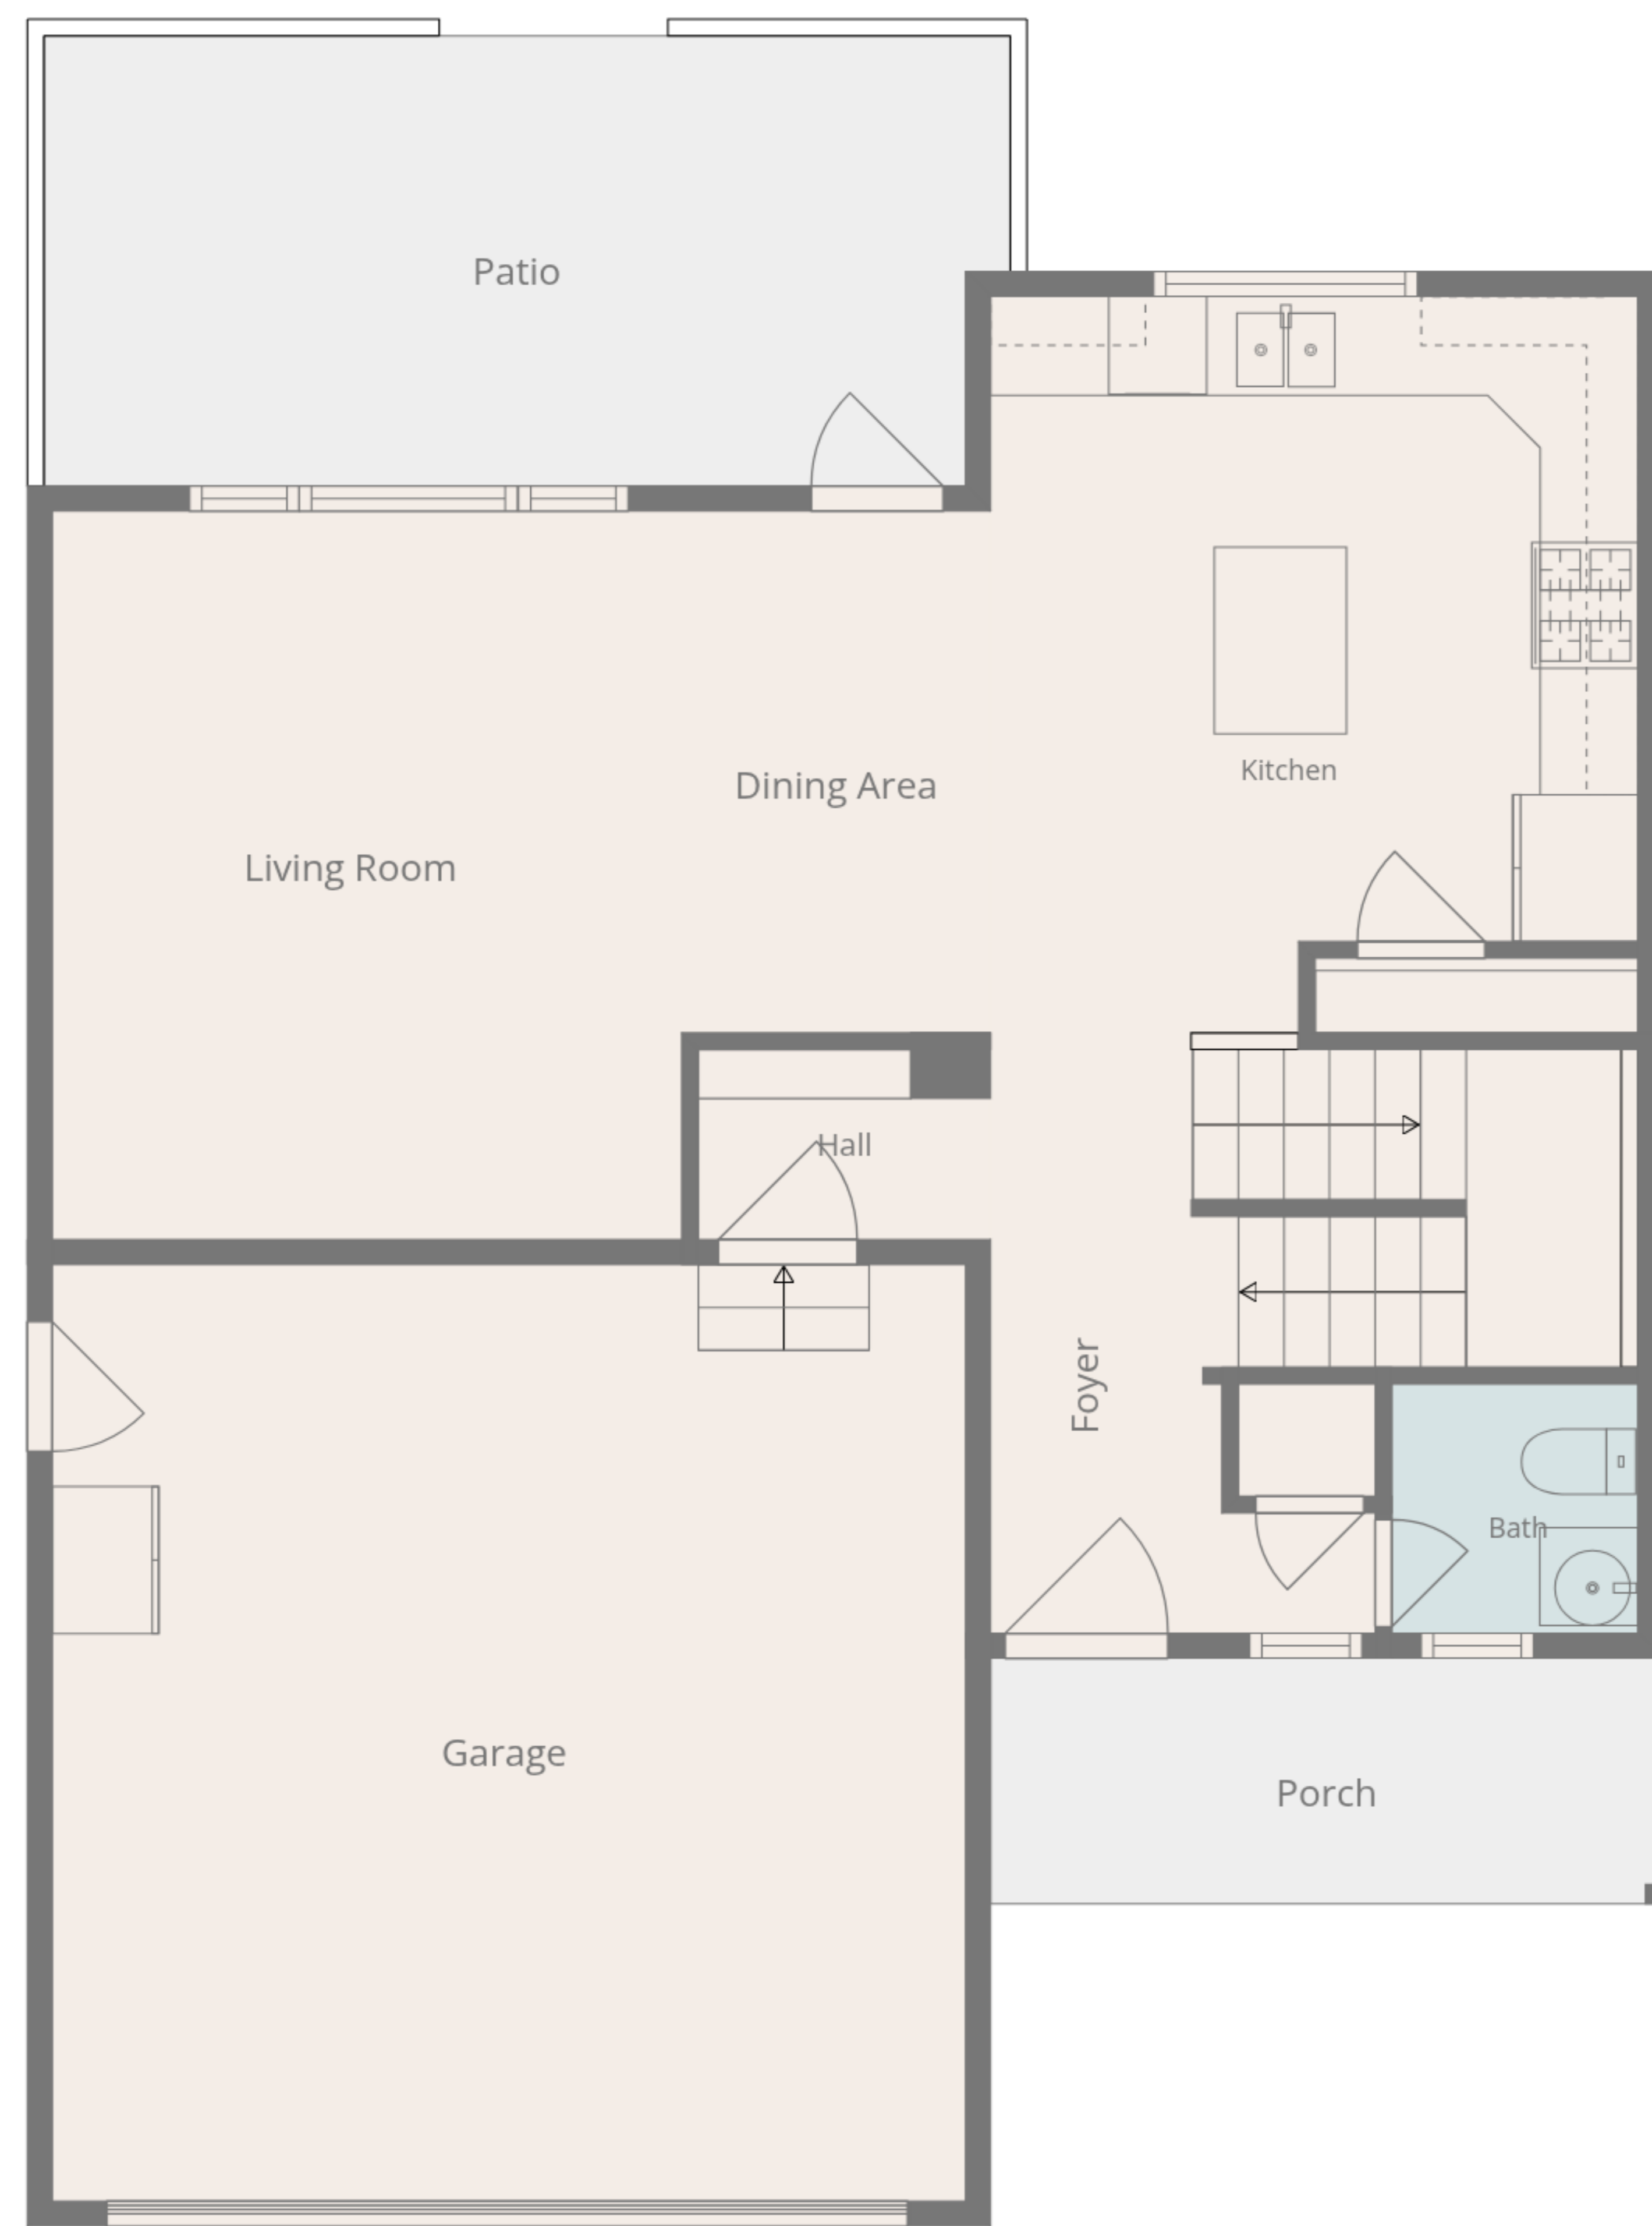 Patio
Kitchen
Dining Area
Living Room
Hall
Foyer
Bath
Garage
Porch